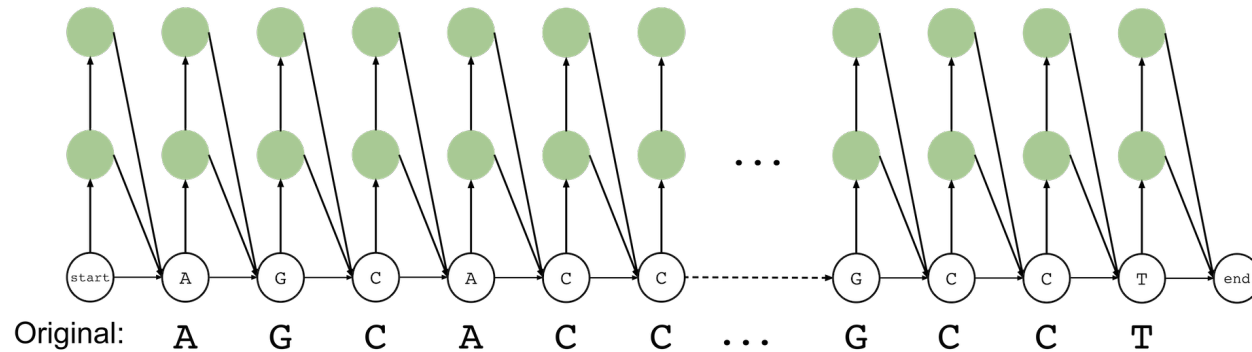 ...
start A G C A C C G C C T end
Original: A G C A C C ... G C C T